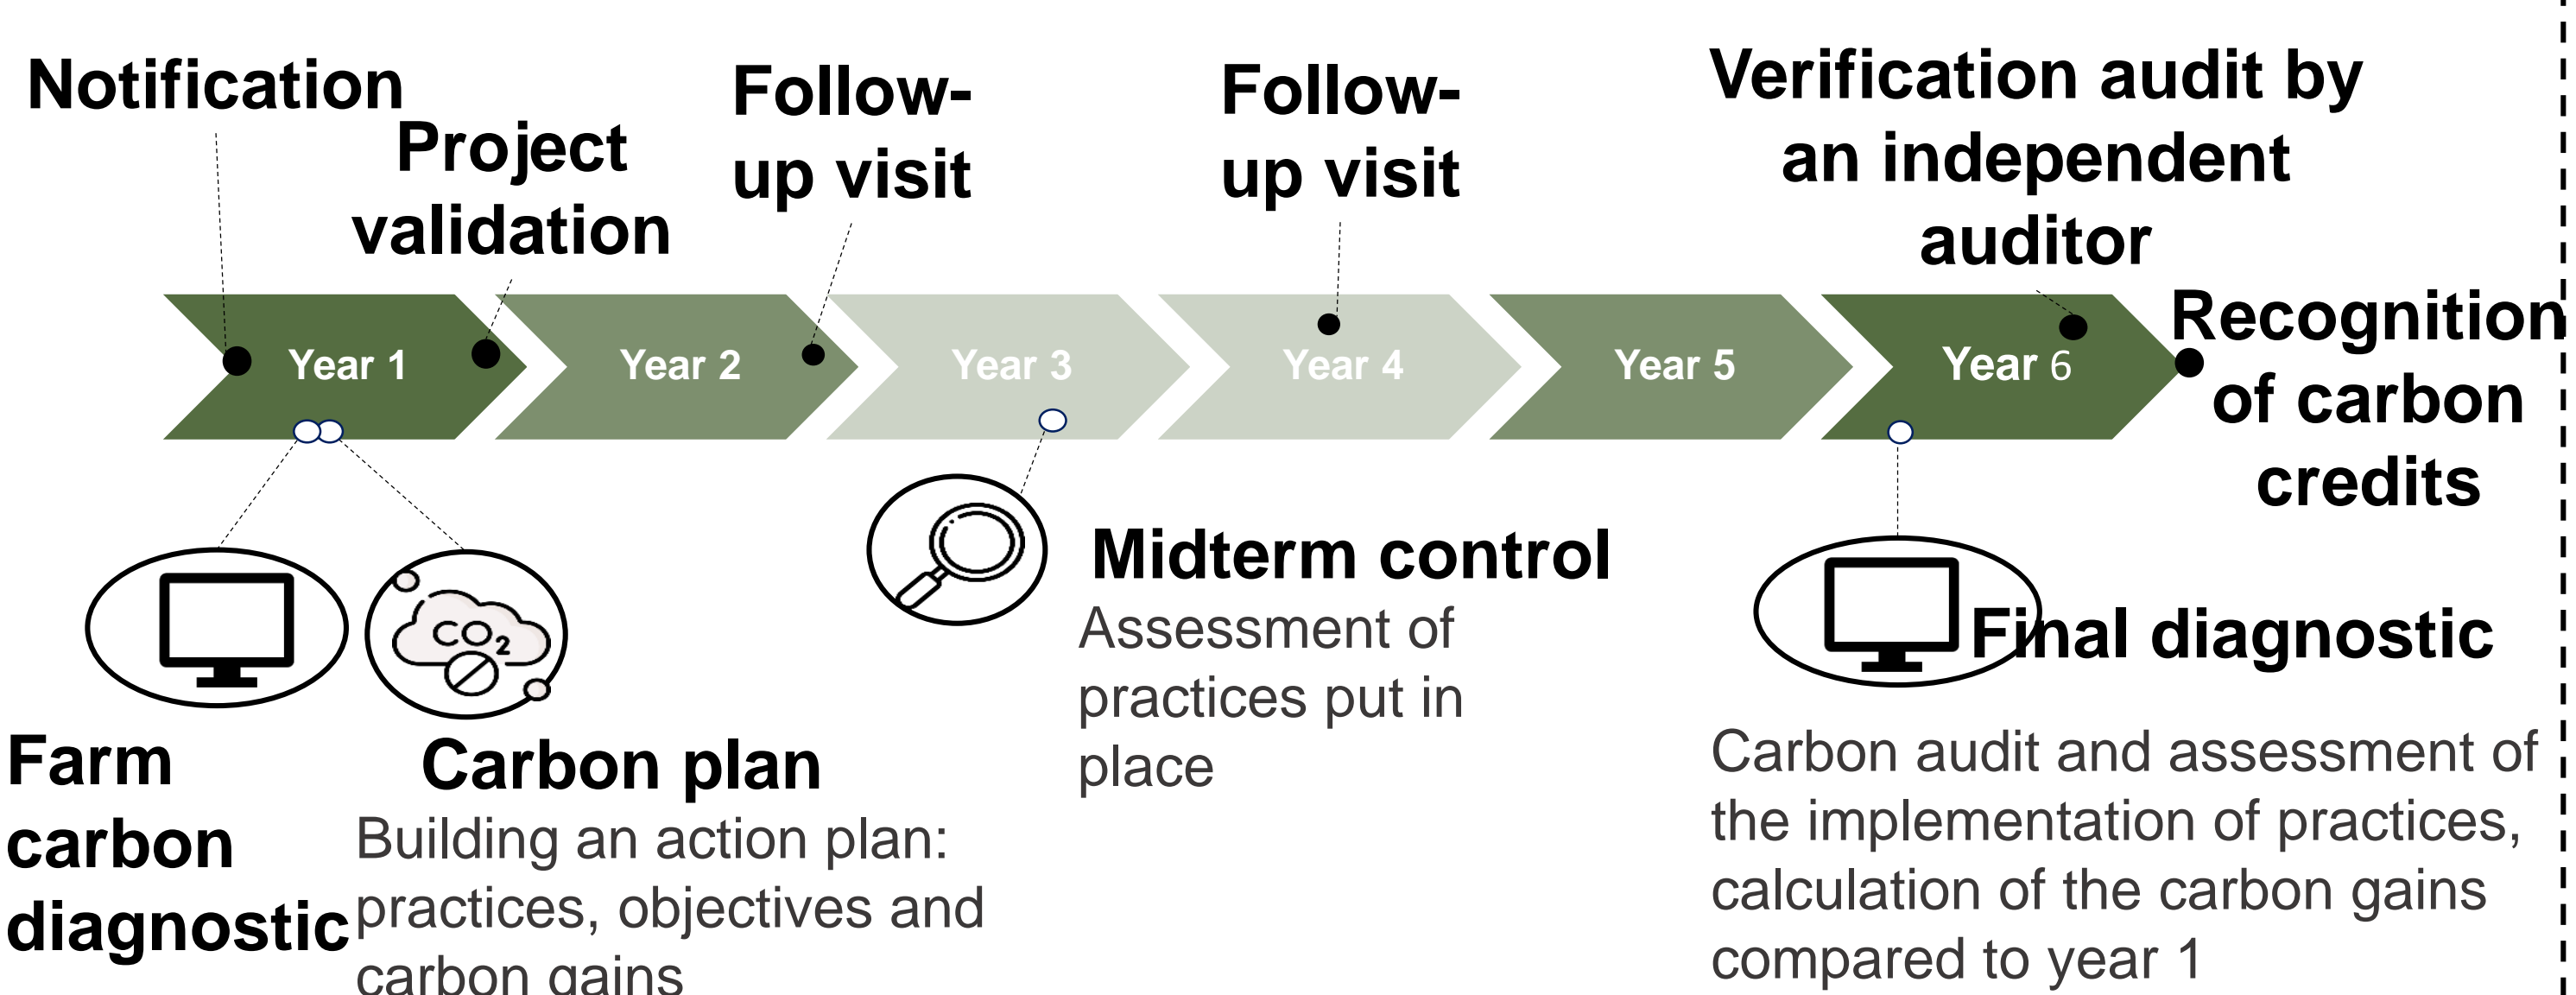 Notification
Project
validation
Follow-
up visit
Follow-
up visit
Verification audit by
an independent
auditor
Year 1
Year 2
Year 3
Year 4
Year 5
Year 6
Recognition
of carbon
credits
CO2
Farm
carbon
diagnostic
Carbon plan
Building an action plan:
practices, objectives and
carbon gains
Midterm control
Assessment of
practices put in
place
Final diagnostic
Carbon audit and assessment of
the implementation of practices,
calculation of the carbon gains
compared to year 1